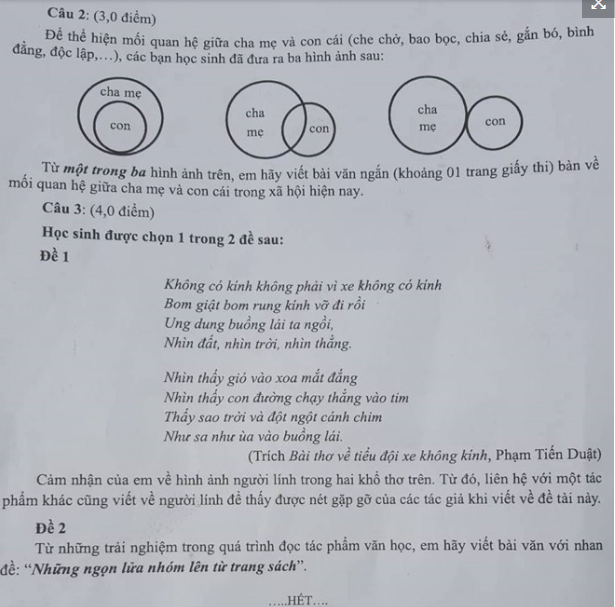 Câu 2: (3,0 điểm)
Để thể hiện mối quan hệ giữa cha mẹ và con cái (che chở, bao bọc, chia sẻ, gắn bó, bình
đẳng, độc lập,…), các bạn học sinh đã đưa ra ba hình ảnh sau:
cha mẹ
con
cha
mẹ
con
cha
mẹ
con
Từ một trong ba hình ảnh trên, em hãy viết bài văn ngắn (khoảng 01 trang giấy thi) bàn về
mối quan hệ giữa cha mẹ và con cái trong xã hội hiện nay.
Câu 3: (4,0 điểm)
Học sinh được chọn 1 trong 2 đề sau:
Đề 1
Không có kính không phải vì xe không có kính
Bom giật bom rung kính vỡ đi rồi
Ung dung buồng lái ta ngồi,
Nhìn đất, nhìn trời, nhìn thẳng.
Nhìn thấy gió vào xoa mắt đắng
Nhìn thấy con đường chạy thẳng vào tim
Thấy sao trời và đột ngột cánh chim
Như sa như ùa vào buồng lái.
(Trích Bài thơ về tiểu đội xe không kính, Phạm Tiến Duật)
Cảm nhận của em về hình ảnh người lính trong hai khổ thơ trên. Từ đó, liên hệ với một tác
phẩm khác cũng viết về người lính để thấy được nét gặp gỡ của các tác giả khi viết về đề tài này.
Đề 2
Từ những trải nghiệm trong quá trình đọc tác phẩm văn học, em hãy viết bài văn với nhan
đề: “Những ngọn lửa nhóm lên từ trang sách”.
…..HẾT….